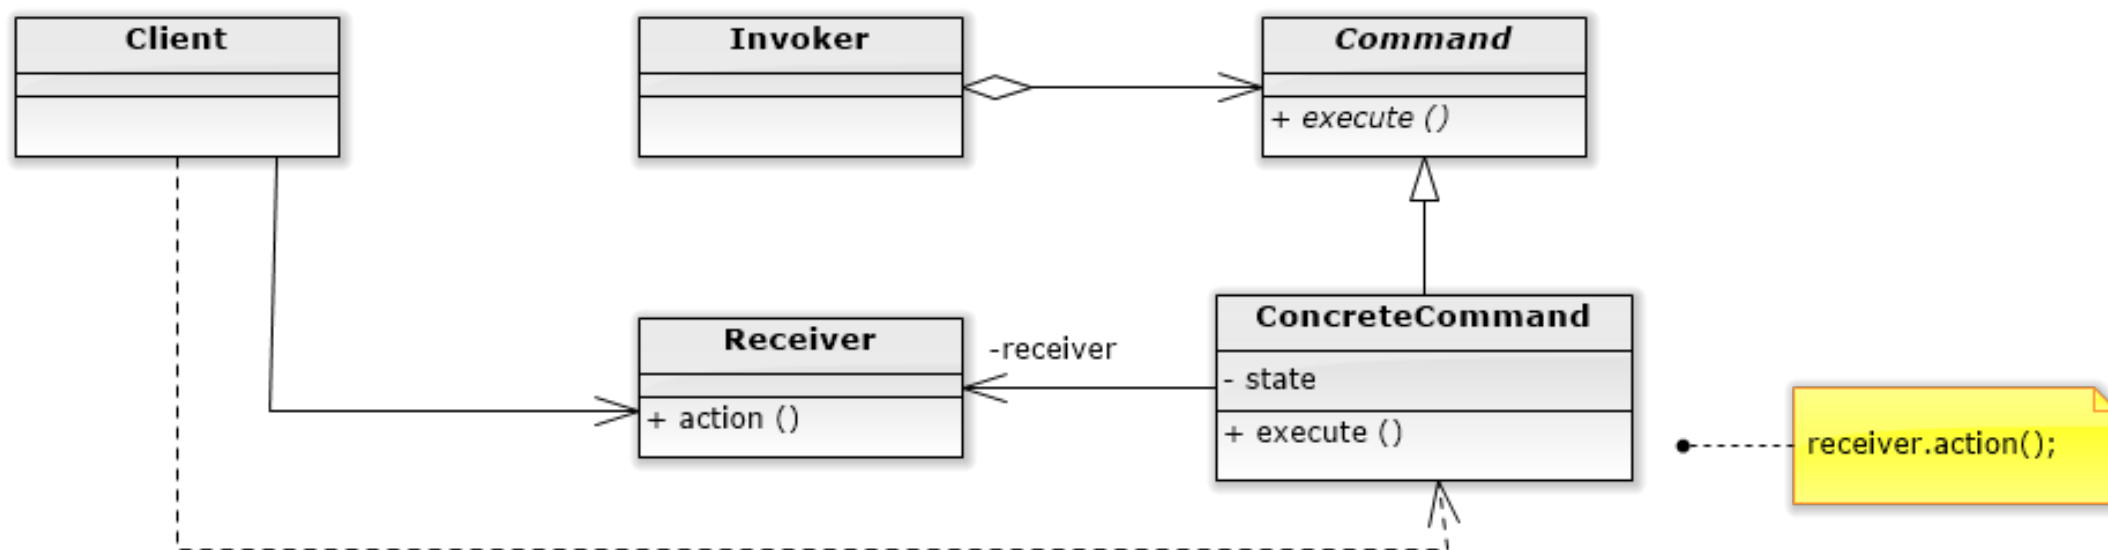 Client
Invoker
Command
+ execute ()
Receiver
+ action ()
-receiver
ConcreteCommand
- state
+ execute ()
receiver.action();